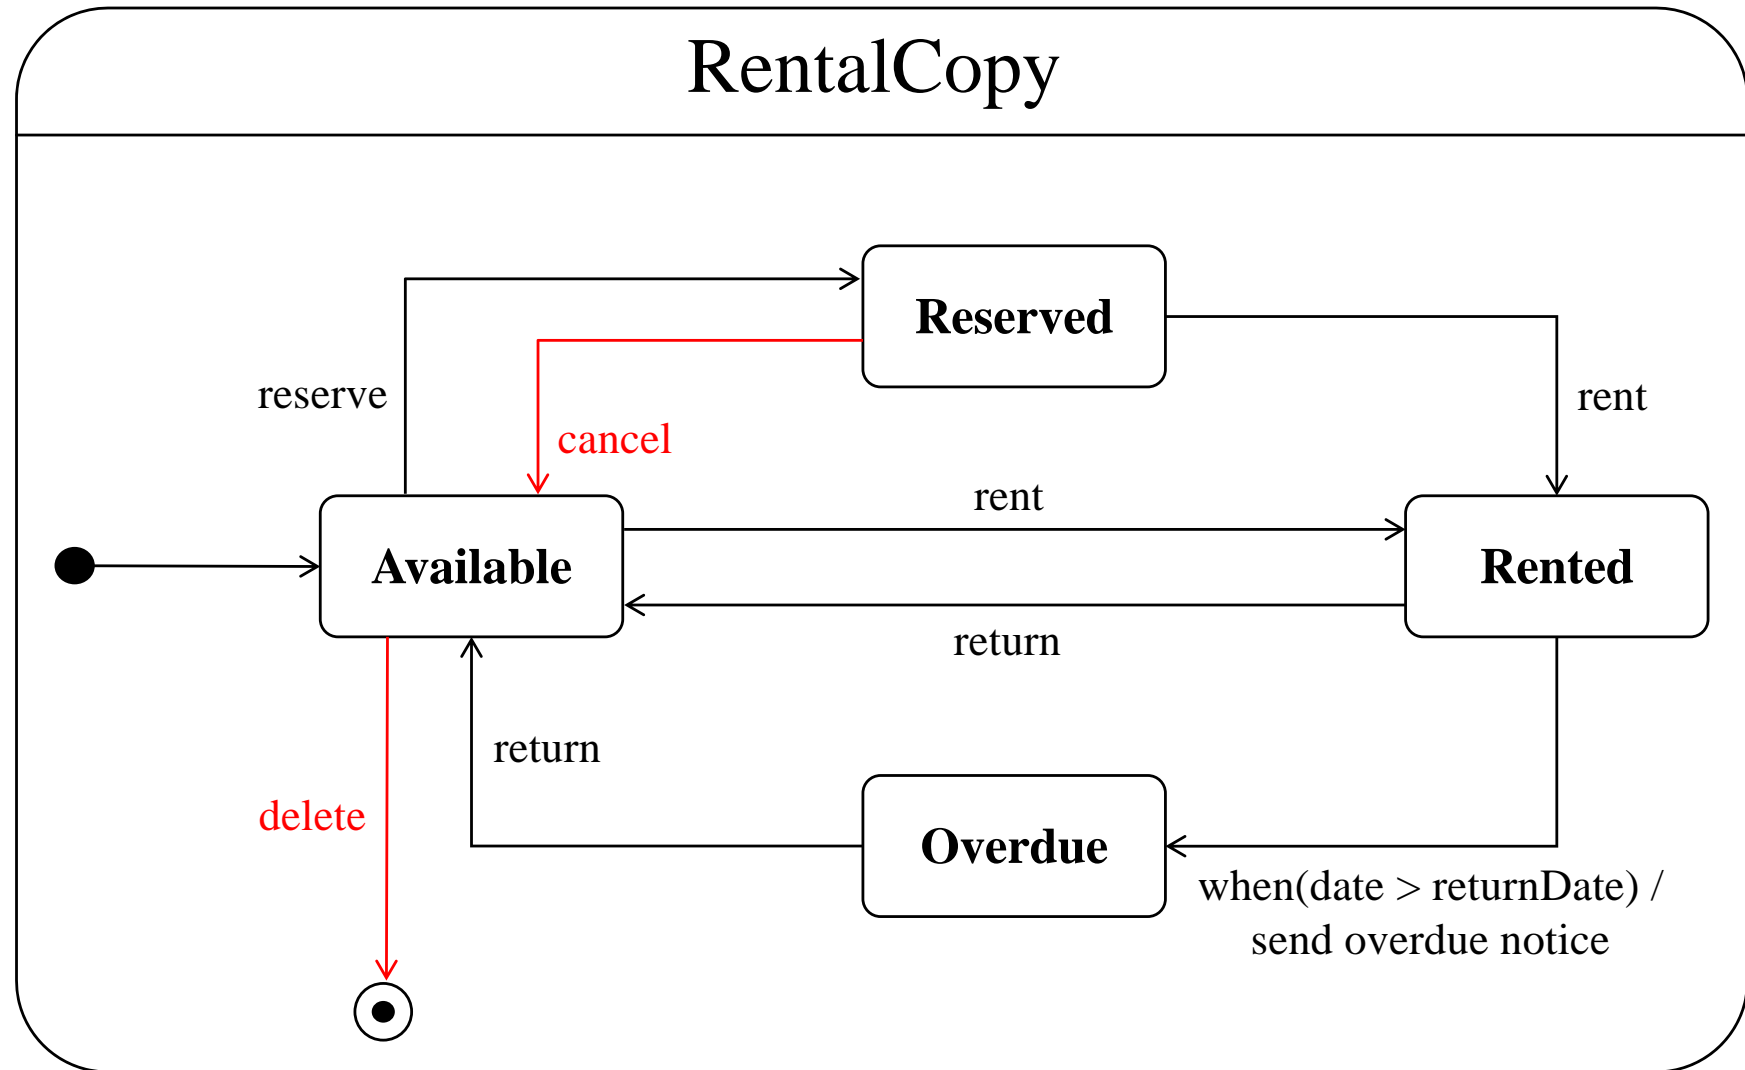 RentalCopy
Reserved
reserve
rent
cancel
rent
Available
Rented
return
return
delete
Overdue
when(date > returnDate) /
send overdue notice